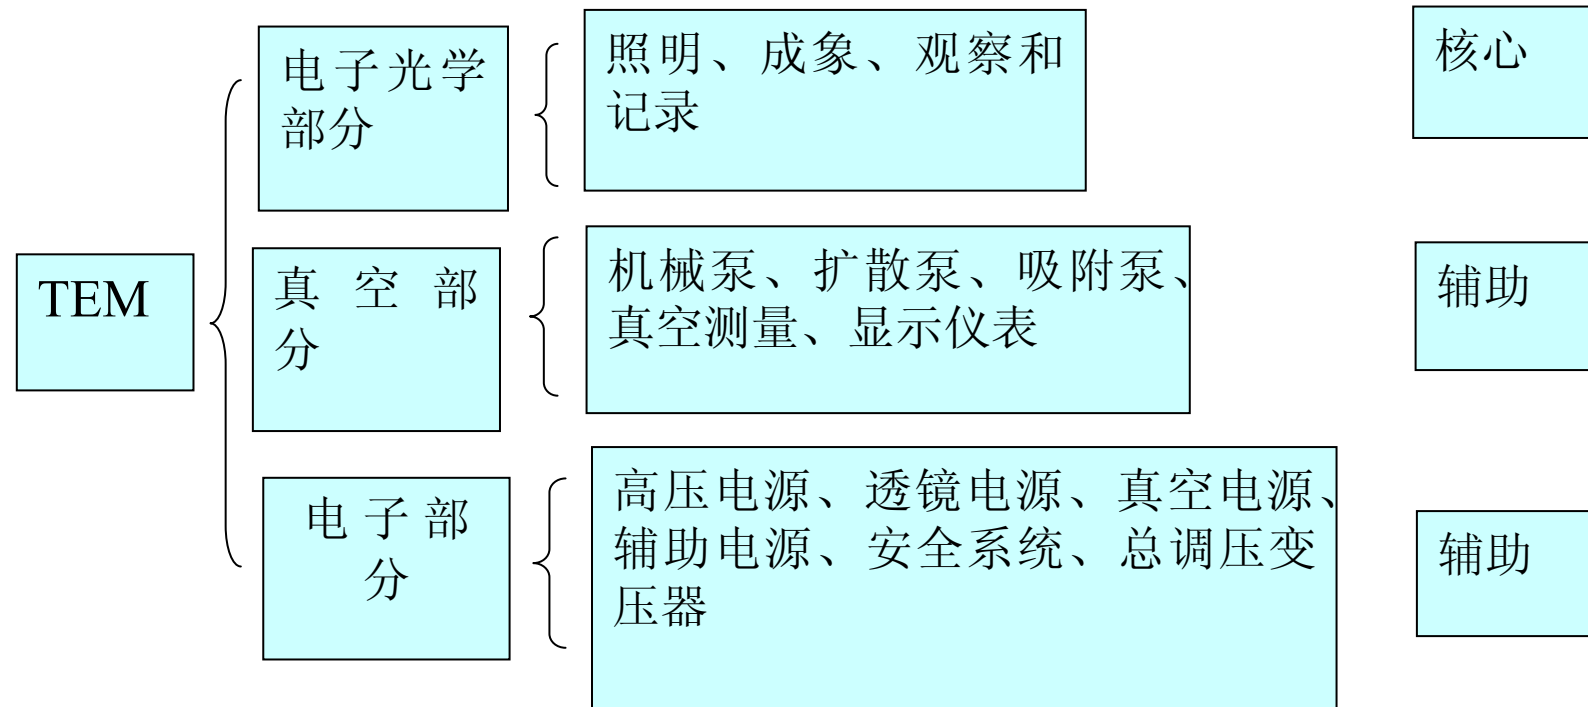 电子光学
部分
照明、成象、观察和
记录
核心
TEM
真空部
分
机械泵、扩散泵、吸附泵、
真空测量、显示仪表
辅助
电子部
分
高压电源、透镜电源、真空电源、
辅助电源、安全系统、总调压变
压器
辅助